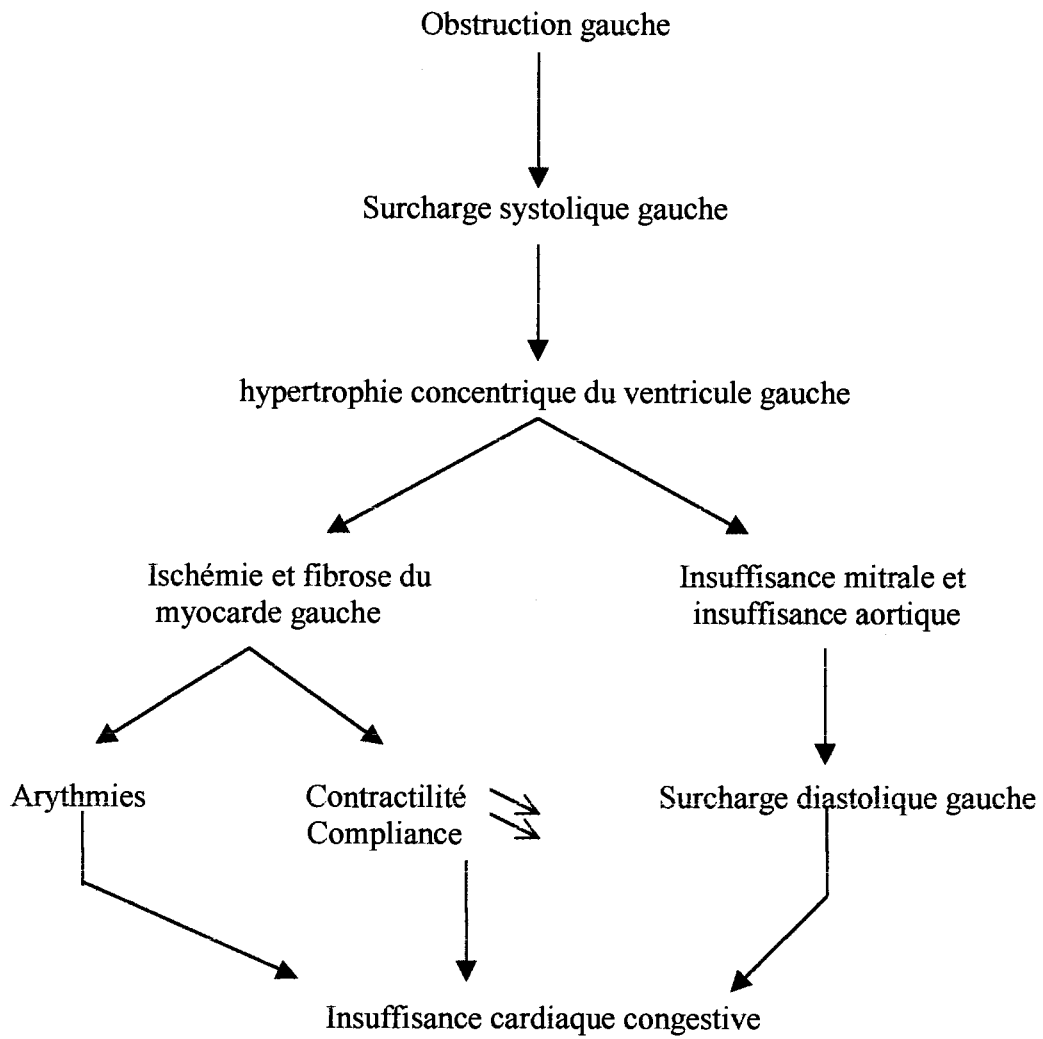 Obstruction gauche
Surcharge systolique gauche
hypertrophie concentrique du ventricule gauche
Ischémie et fibrose du
myocarde gauche
Insuffisance mitrale et
insuffisance aortique
Arythmies
Contractilité
Compliance
Surcharge diastolique gauche
Insuffisance cardiaque congestive